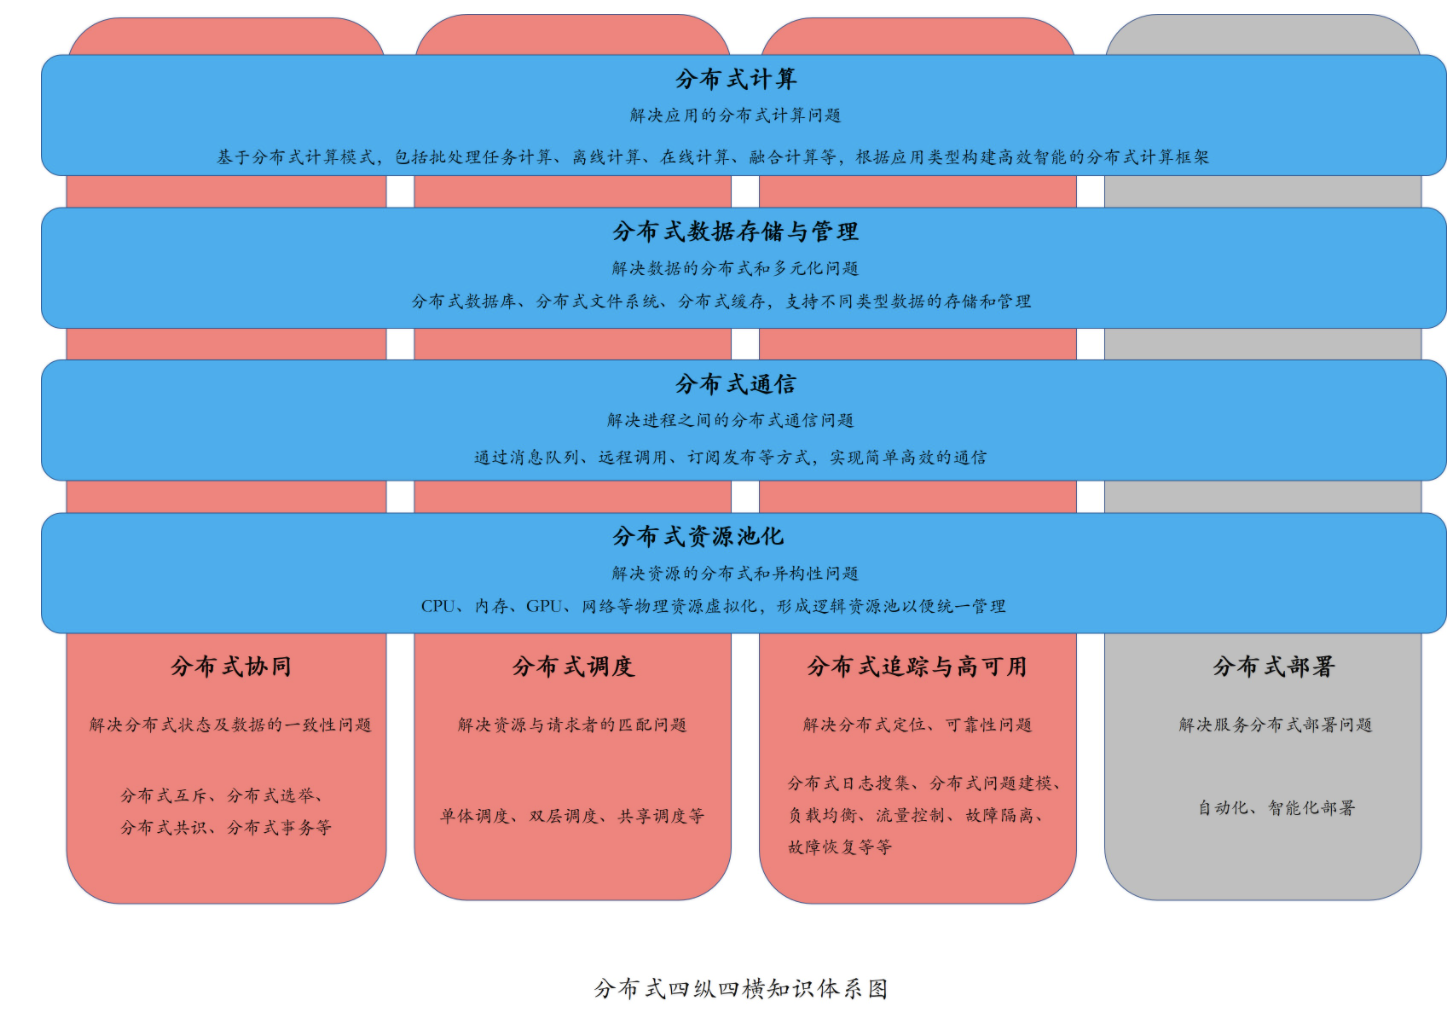 分布式计算
解决应用的分布式计算问题
基于分布式计算模式，包括批处理任务计算、离线计算、在线计算、融合计算等，根据应用类型构建高效智能的分布式计算框架
分布式数据存储与管理
解决数据的分布式和多元化问题
分布式数据库、分布式文件系统、分布式缓存，支持不同类型数据的存储和管理
分布式通信
解决进程之间的分布式通信问题
通过消息队列、远程调用、订阅发布等方式，实现简单高效的通信
分布式资源池化
解决资源的分布式和异构性问题
CPU、内存、GPU、网络等物理资源虚拟化，形成逻辑资源池以便统一管理
分布式协同
解决分布式状态及数据的一致性问题
分布式互斥、分布式选举、
分布式共识、分布式事务等
分布式调度
解决资源与请求者的匹配问题
单体调度、双层调度、共享调度等
分布式追踪与高可用
解决分布式定位、可靠性问题
分布式日志搜集、分布式问题建模、
负载均衡、流量控制、故障隔离、
故障恢复等等
分布式部署
解决服务分布式部署问题
自动化、智能化部署
分布式四纵四横知识体系图